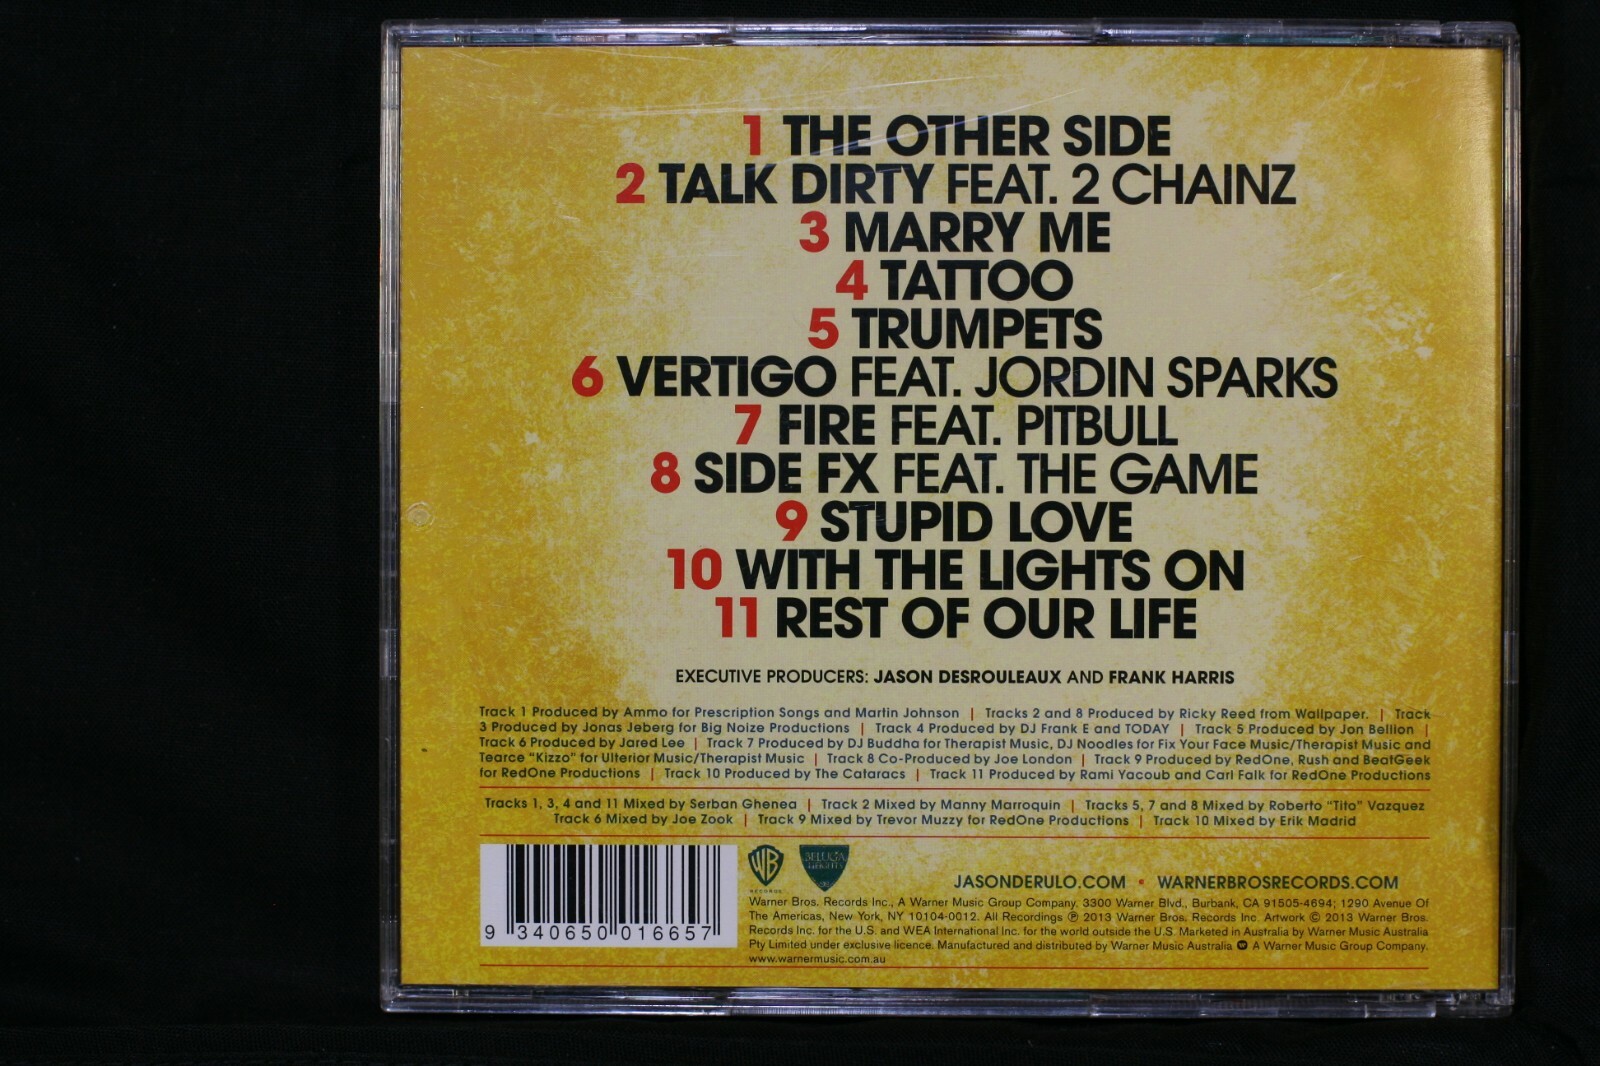 1 THE OTHER SIDE
2 TALK DIRTY FEAT. 2 CHAINZ
3 MARRY ME
4 TATTOO
5 TRUMPETS
6 VERTIGO FEAT. JORDIN SPARKS
7 FIRE FEAT. PITBULL
8 SIDE FX FEAT. THE GAME
9 STUPID LOVE
10 WITH THE LIGHTS ON
11 REST OF OUR LIFE
EXECUTIVE PRODUCERS: JASON DESROULEAUX AND FRANK HARRIS
Track 1 Produced by Ammo for Prescription Songs and Martin Johnson | Tracks 2 and 8 Produced by Ricky Reed from Wallpaper. | Track
3 Produced by Jonas Jeberg for Big Noize Productions | Track 4 Produced by DJ Frank E and TODAY | Track 5 Produced by Jon Bellion |
Track 6 Produced by Jared Lee | Track 7 Produced by DJ Buddha for Therapist Music, DJ Noodles for Fix Your Face Music/Therapist Music and
Tearce "Kizzo" for Ulterior Music/Therapist Music | Track 8 Co-Produced by Joe London | Track 9 Produced by RedOne, Rush and BeatGeek
for RedOne Productions | Track 10 Produced by The Cataracs | Track 11 Produced by Rami Yacoub and Carl Falk for RedOne Productions
Tracks 1, 3, 4 and 11 Mixed by Serban Ghenea | Track 2 Mixed by Manny Marroquin | Tracks 5, 7 and 8 Mixed by Roberto "Tito" Vazquez
Track 6 Mixed by Joe Zook | Track 9 Mixed by Trevor Muzzy for RedOne Productions | Track 10 Mixed by Erik Madrid
WB
RECORDS
BELUGA
HEIGHTS
JASONDERULO.COM • WARNERBROSRECORDS.COM
Warner Bros. Records Inc., A Warner Music Group Company, 3300 Warner Blvd., Burbank, CA 91505-4694; 1290 Avenue Of
The Americas, New York, NY 10104-0012. All Recordings ℗ 2013 Warner Bros. Records Inc. Artwork © 2013 Warner Bros.
Records Inc. for the U.S. and WEA International Inc. for the world outside the U.S. Marketed in Australia by Warner Music Australia
Pty Limited under exclusive licence. Manufactured and distributed by Warner Music Australia A Warner Music Group Company.
www.warnermusic.com.au
9 340650 016657